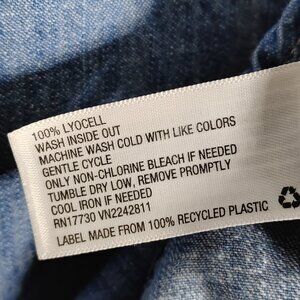 100% LYOCELL
WASH INSIDE OUT
MACHINE WASH COLD WITH LIKE COLORS
GENTLE CYCLE
ONLY NON-CHLORINE BLEACH IF NEEDED
TUMBLE DRY LOW, REMOVE PROMPTLY
COOL IRON IF NEEDED
RN17730 VN2242811
LABEL MADE FROM 100% RECYCLED PLASTIC